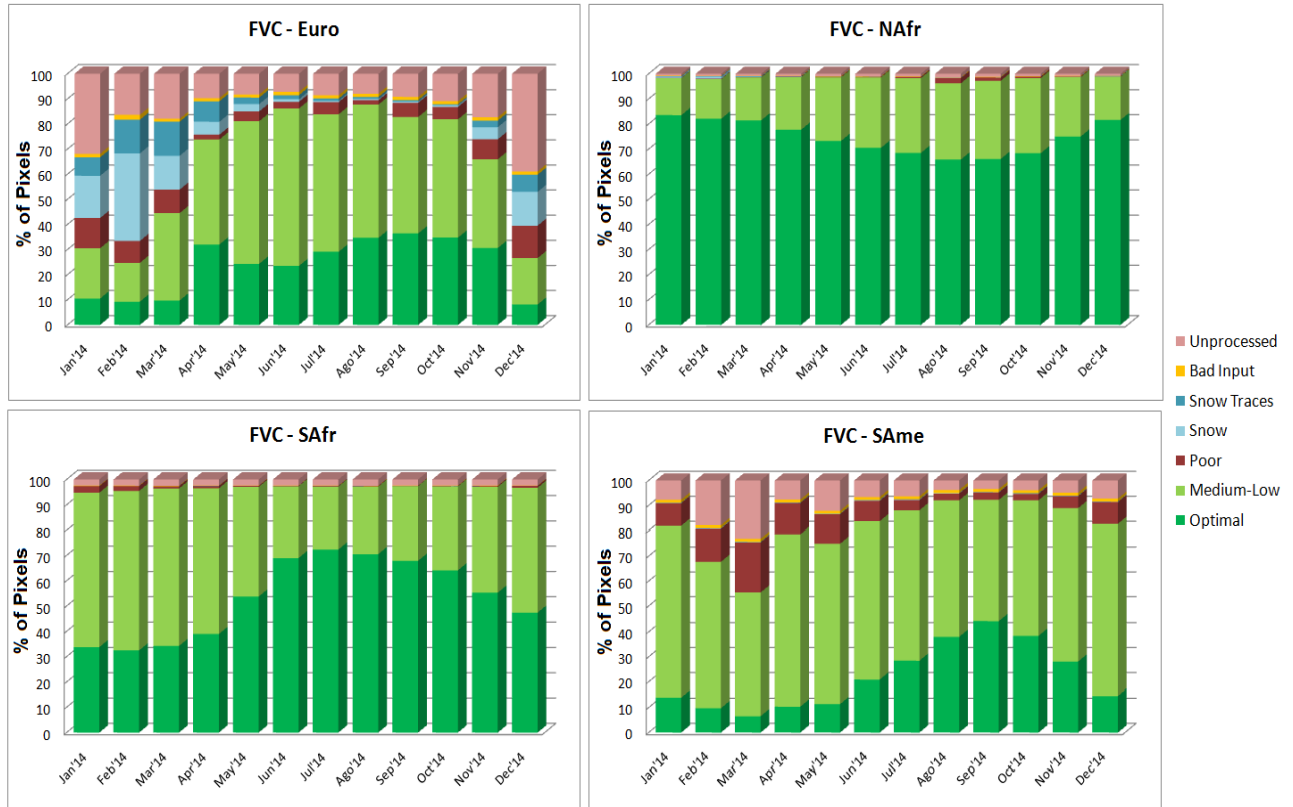 FVC - Euro
% of Pixels
100
90
80
70
60
50
40
30
20
10
0
Jan'14
Feb'14
Mar'14
Apr'14
May'14
Jun'14
Jul'14
Ago'14
Sep'14
Oct'14
Nov'14
Dec'14
FVC - NAfr
% of Pixels
100
90
80
70
60
50
40
30
20
10
0
Jan'14
Feb'14
Mar'14
Apr'14
May'14
Jun'14
Jul'14
Ago'14
Sep'14
Oct'14
Nov'14
Dec'14
FVC - SAfr
% of Pixels
100
90
80
70
60
50
40
30
20
10
0
Jan'14
Feb'14
Mar'14
Apr'14
May'14
Jun'14
Jul'14
Ago'14
Sep'14
Oct'14
Nov'14
Dec'14
FVC - SAme
% of Pixels
100
90
80
70
60
50
40
30
20
10
0
Jan'14
Feb'14
Mar'14
Apr'14
May'14
Jun'14
Jul'14
Ago'14
Sep'14
Oct'14
Nov'14
Dec'14
Unprocessed
Bad Input
Snow Traces
Snow
Poor
Medium-Low
Optimal